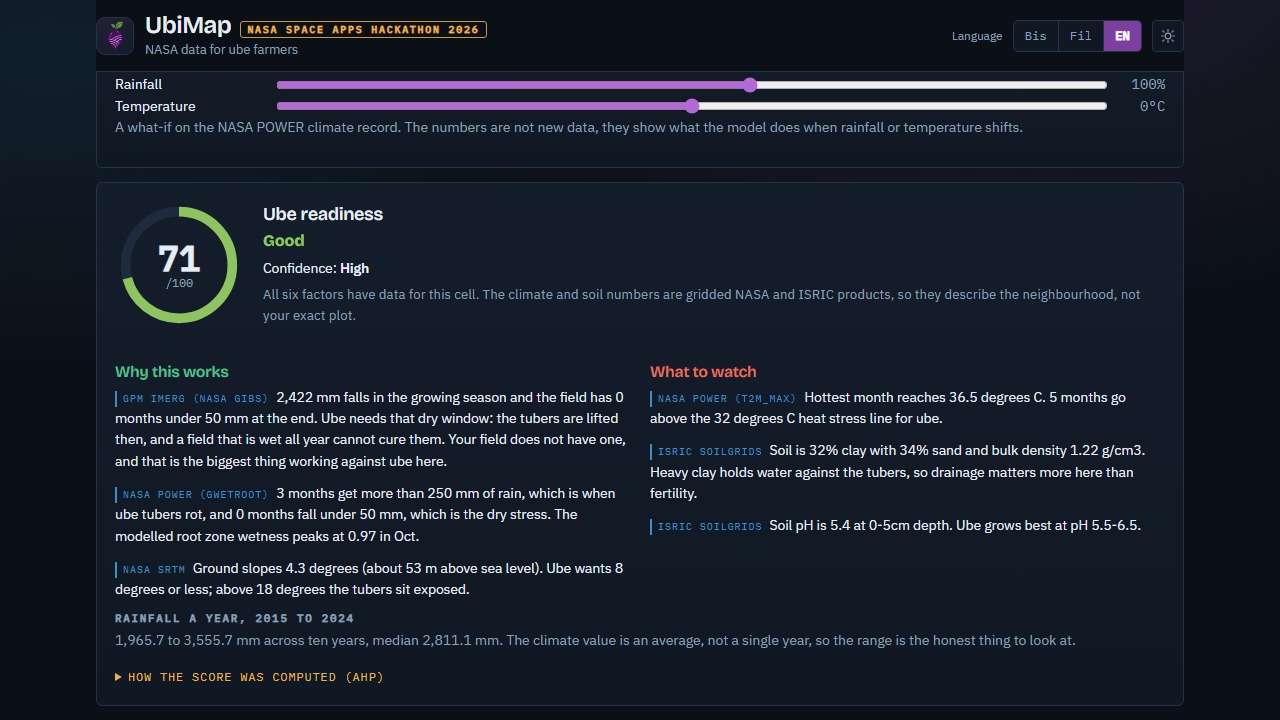 UbiMap NASA SPACE APPS HACKATHON 2026
NASA data for ube farmers
Language Bis Fil EN
Rainfall 100%
Temperature 0°C
A what-if on the NASA POWER climate record. The numbers are not new data, they show what the model does when rainfall or temperature shifts.
71
/100
Ube readiness
Good
Confidence: High
All six factors have data for this cell. The climate and soil numbers are gridded NASA and ISRIC products, so they describe the neighbourhood, not
your exact plot.
Why this works
GPM IMERG (NASA GIBS) 2,422 mm falls in the growing season and the field has 0
months under 50 mm at the end. Ube needs that dry window: the tubers are lifted
then, and a field that is wet all year cannot cure them. Your field does not have one,
and that is the biggest thing working against ube here.
NASA POWER (GWETROOT) 3 months get more than 250 mm of rain, which is when
ube tubers rot, and 0 months fall under 50 mm, which is the dry stress. The
modelled root zone wetness peaks at 0.97 in Oct.
NASA SRTM Ground slopes 4.3 degrees (about 53 m above sea level). Ube wants 8
degrees or less; above 18 degrees the tubers sit exposed.
What to watch
NASA POWER (T2M_MAX) Hottest month reaches 36.5 degrees C. 5 months go
above the 32 degrees C heat stress line for ube.
ISRIC SOILGRIDS Soil is 32% clay with 34% sand and bulk density 1.22 g/cm3.
Heavy clay holds water against the tubers, so drainage matters more here than
fertility.
ISRIC SOILGRIDS Soil pH is 5.4 at 0-5cm depth. Ube grows best at pH 5.5-6.5.
RAINFALL A YEAR, 2015 TO 2024
1,965.7 to 3,555.7 mm across ten years, median 2,811.1 mm. The climate value is an average, not a single year, so the range is the honest thing to look at.
HOW THE SCORE WAS COMPUTED (AHP)